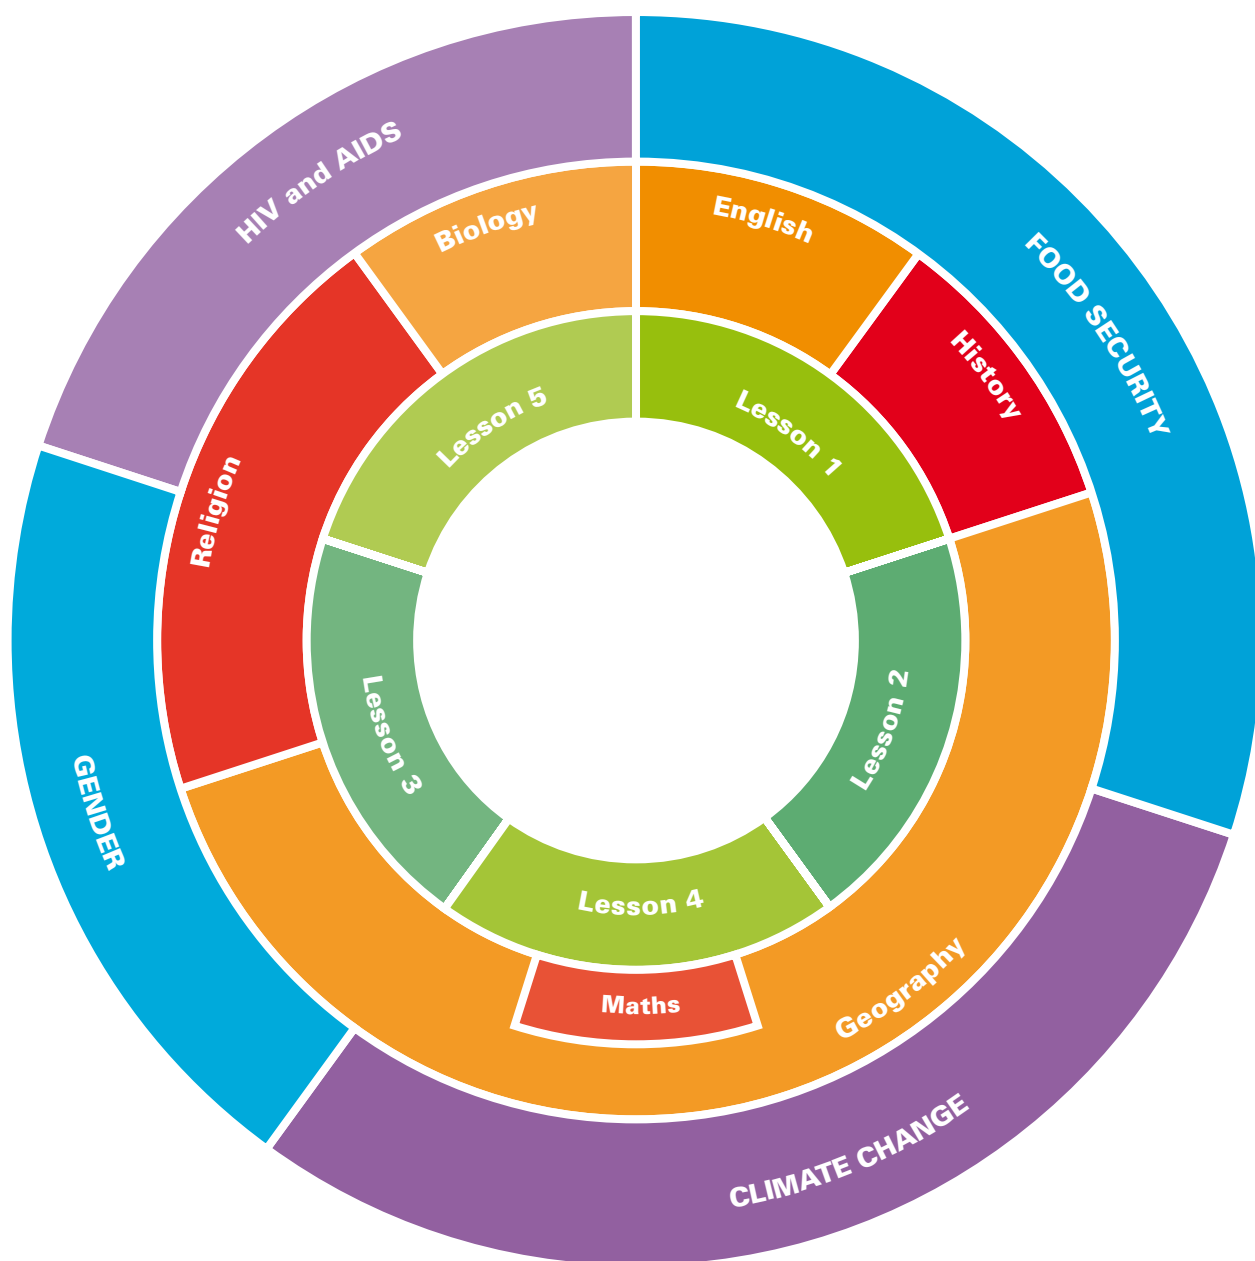 HIV and AIDS
FOOD SECURITY
Biology
English
History
Lesson 5
Lesson 1
Religion
Lesson 3
Lesson 2
GENDER
Lesson 4
Maths
Geography
CLIMATE CHANGE